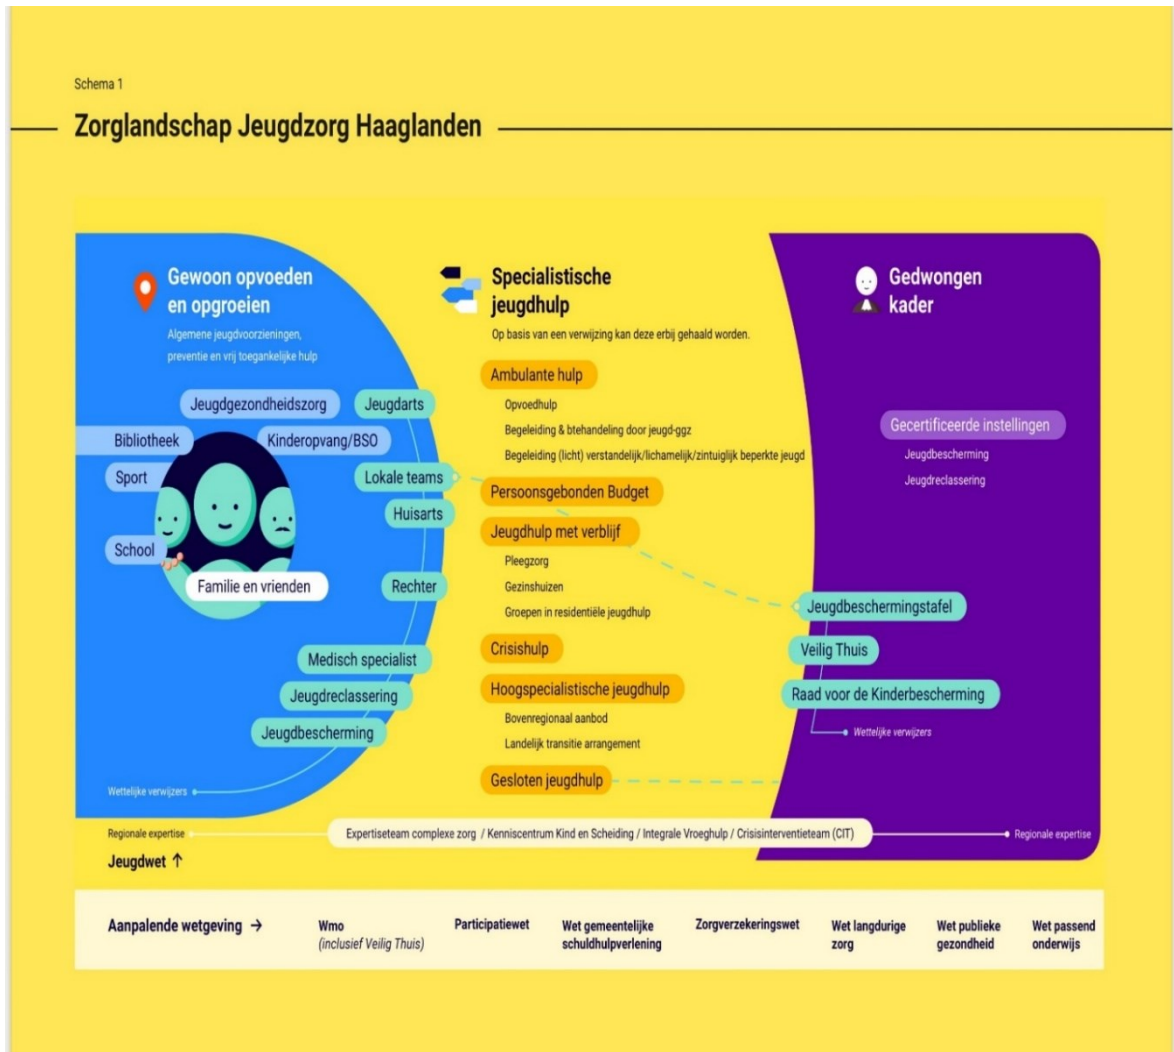 Schema 1
Zorglandschap Jeugdzorg Haaglanden
Gewoon opvoeden
en opgroeien
Algemene jeugdvoorzieningen,
preventie en vrij toegankelijke hulp
Jeugdgezondheidszorg
Jeugdarts
Bibliotheek
Kinderopvang/BSO
Sport
Lokale teams
Huisarts
School
Familie en vrienden
Rechter
Medisch specialist
Jeugdreclassering
Jeugdbescherming
Wettelijke verwijzers
Specialistische
jeugdhulp
Op basis van een verwijzing kan deze erbij gehaald worden.
Ambulante hulp
Opvoedhulp
Begeleiding & btehandeling door jeugd-ggz
Begeleiding (licht) verstandelijk/lichamelijk/zintuiglijk beperkte jeugd
Persoonsgebonden Budget
Jeugdhulp met verblijf
Pleegzorg
Gezinshuizen
Groepen in residentiële jeugdhulp
Crisishulp
Hoogspecialistische jeugdhulp
Bovenregionaal aanbod
Landelijk transitie arrangement
Gesloten jeugdhulp
Gedwongen
kader
Gecertificeerde instellingen
Jeugdbescherming
Jeugdreclassering
Jeugdbeschermingstafel
Veilig Thuis
Raad voor de Kinderbescherming
Wettelijke verwijzers
Regionale expertise
Expertiseteam complexe zorg / Kenniscentrum Kind en Scheiding / Integrale Vroeghulp / Crisisinterventieteam (CIT)
Regionale expertise
Jeugdwet ↑
Aanpalende wetgeving →
Wmo
(inclusief Veilig Thuis)
Participatiewet
Wet gemeentelijke
schuldhulpverlening
Zorgverzekeringswet
Wet langdurige
zorg
Wet publieke
gezondheid
Wet passend
onderwijs